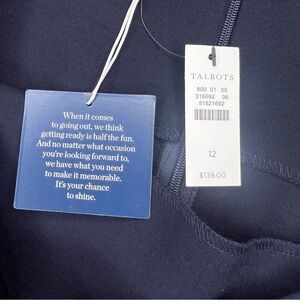 When it comes
to going out, we think
getting ready is half the fun.
And no matter what occasion
you're looking forward to,
we have what you need
to make it memorable.
It's your chance
to shine.
TALBOTS
800 01 00
316692 06
51821692
12
$139.00